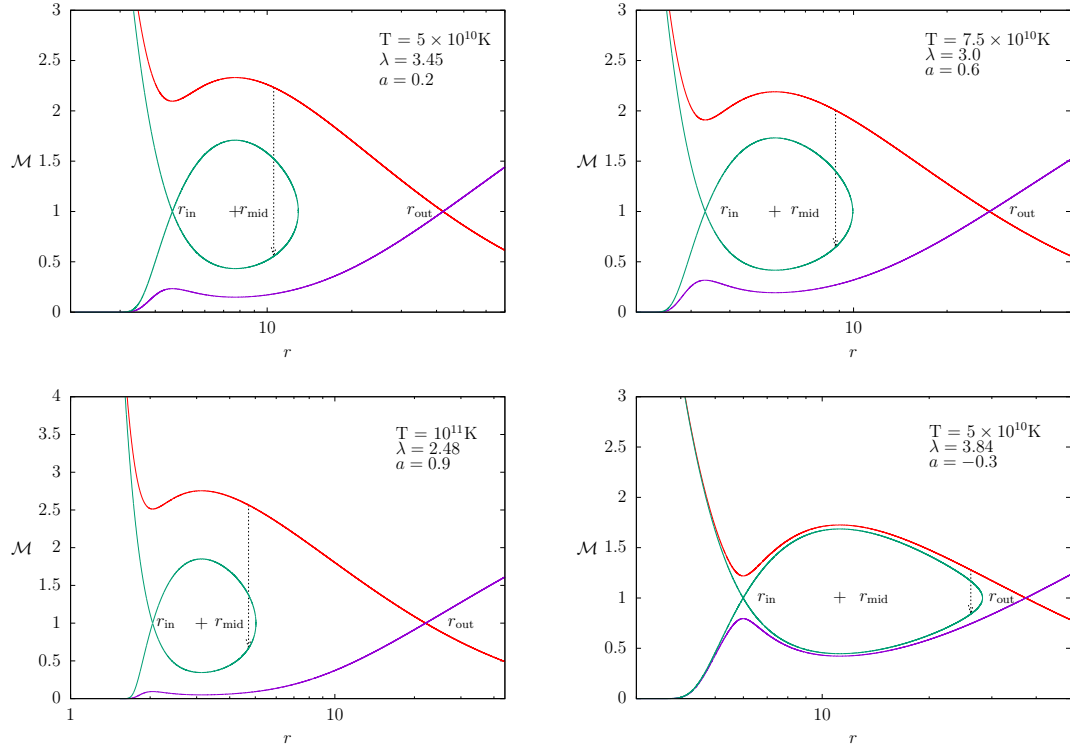 3
2.5
2
ℳ 1.5
1
0.5
0
10
r
T = 5 × 10¹⁰K
λ = 3.45
a = 0.2
r_in
+r_mid
r_out
3
2.5
2
ℳ 1.5
1
0.5
0
10
r
T = 7.5 × 10¹⁰K
λ = 3.0
a = 0.6
r_in
+ r_mid
r_out
4
3.5
3
2.5
ℳ 2
1.5
1
0.5
0
1 10
r
T = 10¹¹K
λ = 2.48
a = 0.9
r_in
+ r_mid
r_out
3
2.5
2
ℳ 1.5
1
0.5
0
10
r
T = 5 × 10¹⁰K
λ = 3.84
a = −0.3
r_in
+ r_mid
r_out